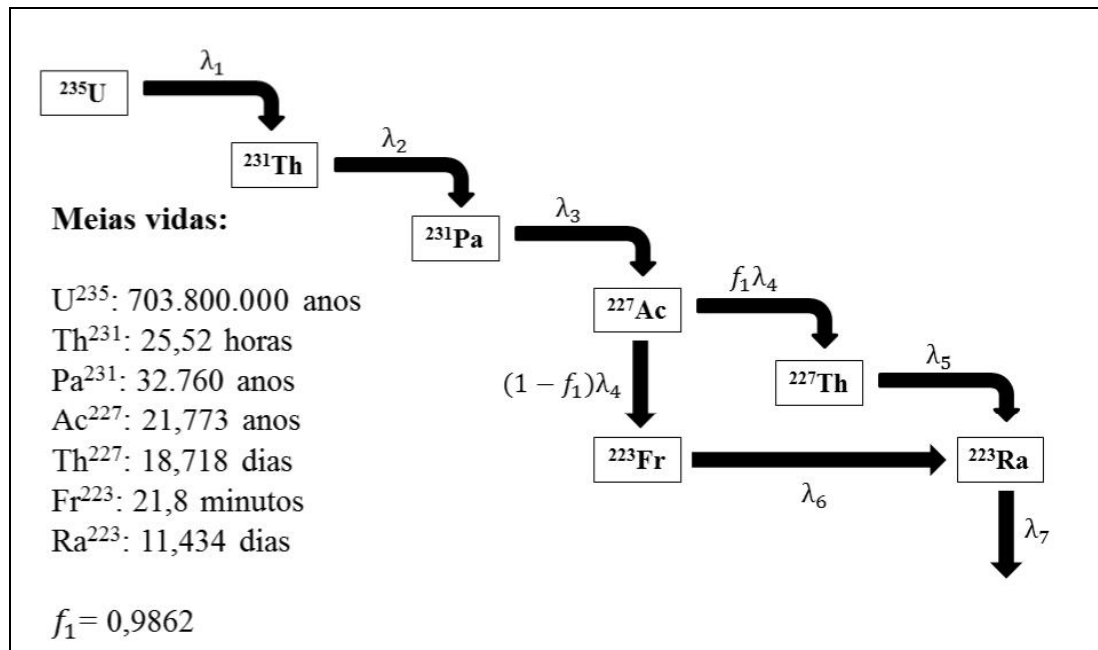 λ₁
²³⁵U
λ₂
²³¹Th
λ₃
²³¹Pa
Meias vidas:
f₁λ₄
²²⁷Ac
U²³⁵: 703.800.000 anos
Th²³¹: 25,52 horas
λ₅
Pa²³¹: 32.760 anos
(1 − f₁)λ₄
²²⁷Th
Ac²²⁷: 21,773 anos
Th²²⁷: 18,718 dias
²²³Fr
²²³Ra
Fr²²³: 21,8 minutos
λ₆
Ra²²³: 11,434 dias
λ₇
f₁= 0,9862